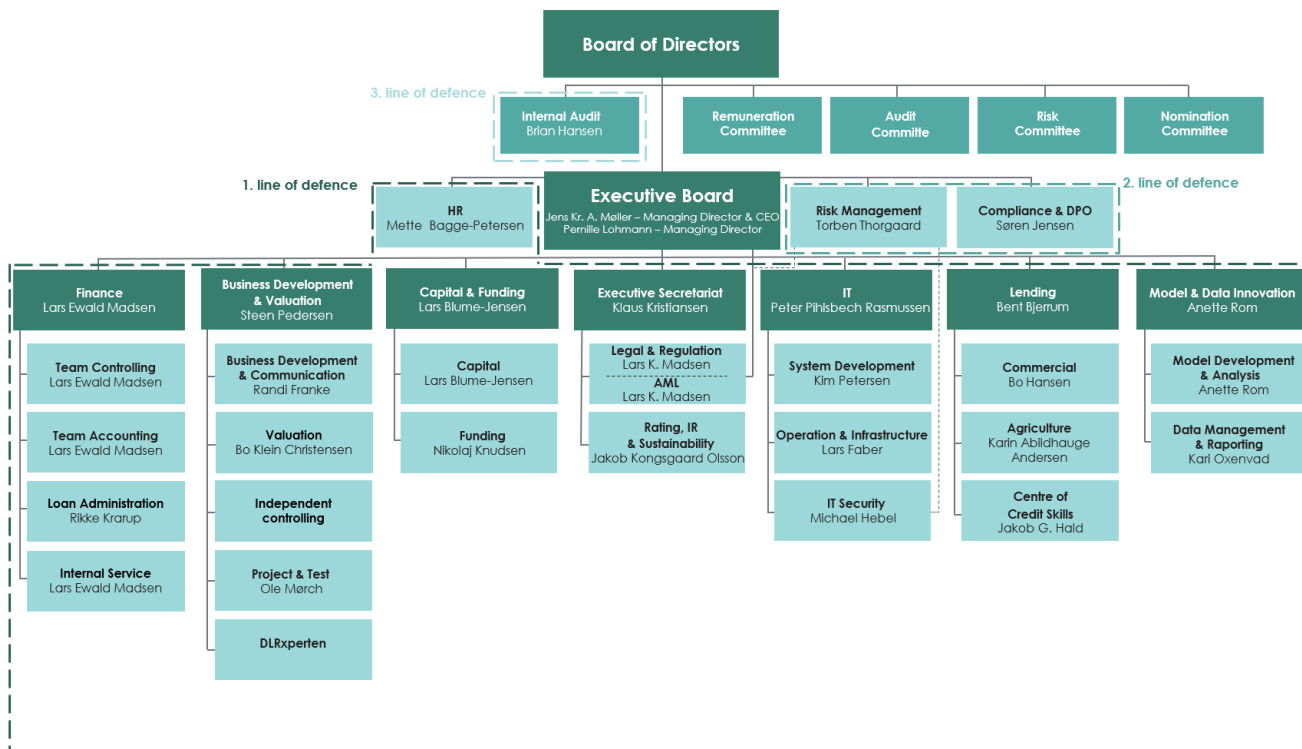 Board of Directors
3. line of defence
Internal Audit
Brian Hansen
Remuneration
Committee
Audit
Committe
Risk
Committee
Nomination
Committee
1. line of defence
2. line of defence
HR
Mette Bagge-Petersen
Executive Board
Jens Kr. A. Møller – Managing Director & CEO
Pernille Lohmann – Managing Director
Risk Management
Torben Thorgaard
Compliance & DPO
Søren Jensen
Finance
Lars Ewald Madsen
Business Development
& Valuation
Steen Pedersen
Capital & Funding
Lars Blume-Jensen
Executive Secretariat
Klaus Kristiansen
IT
Peter Pihlsbech Rasmussen
Lending
Bent Bjerrum
Model & Data Innovation
Anette Rom
Team Controlling
Lars Ewald Madsen
Team Accounting
Lars Ewald Madsen
Loan Administration
Rikke Krarup
Internal Service
Lars Ewald Madsen
Business Development
& Communication
Randi Franke
Valuation
Bo Klein Christensen
Independent
controlling
Project & Test
Ole Mørch
DLRxperten
Capital
Lars Blume-Jensen
Funding
Nikolaj Knudsen
Legal & Regulation
Lars K. Madsen
AML
Lars K. Madsen
Rating, IR
& Sustainability
Jakob Kongsgaard Olsson
System Development
Kim Petersen
Operation & Infrastructure
Lars Faber
IT Security
Michael Hebel
Commercial
Bo Hansen
Agriculture
Karin Abildhauge
Andersen
Centre of
Credit Skills
Jakob G. Hald
Model Development
& Analysis
Anette Rom
Data Management
& Raporting
Karl Oxenvad